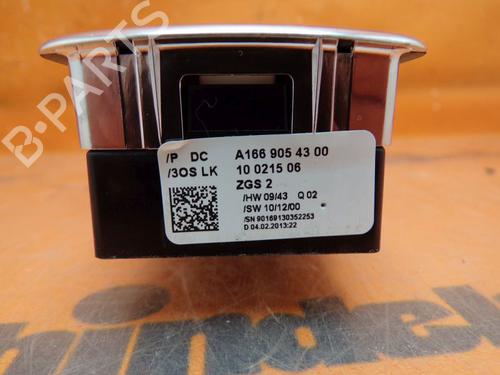 B-PARTS
/P DC A166 905 43 00
/3OS LK 10 0215 06
ZGS 2
/HW 09/43 Q 02
/SW 10/12/00
/SN 90169130352253
D 04.02.2013:22